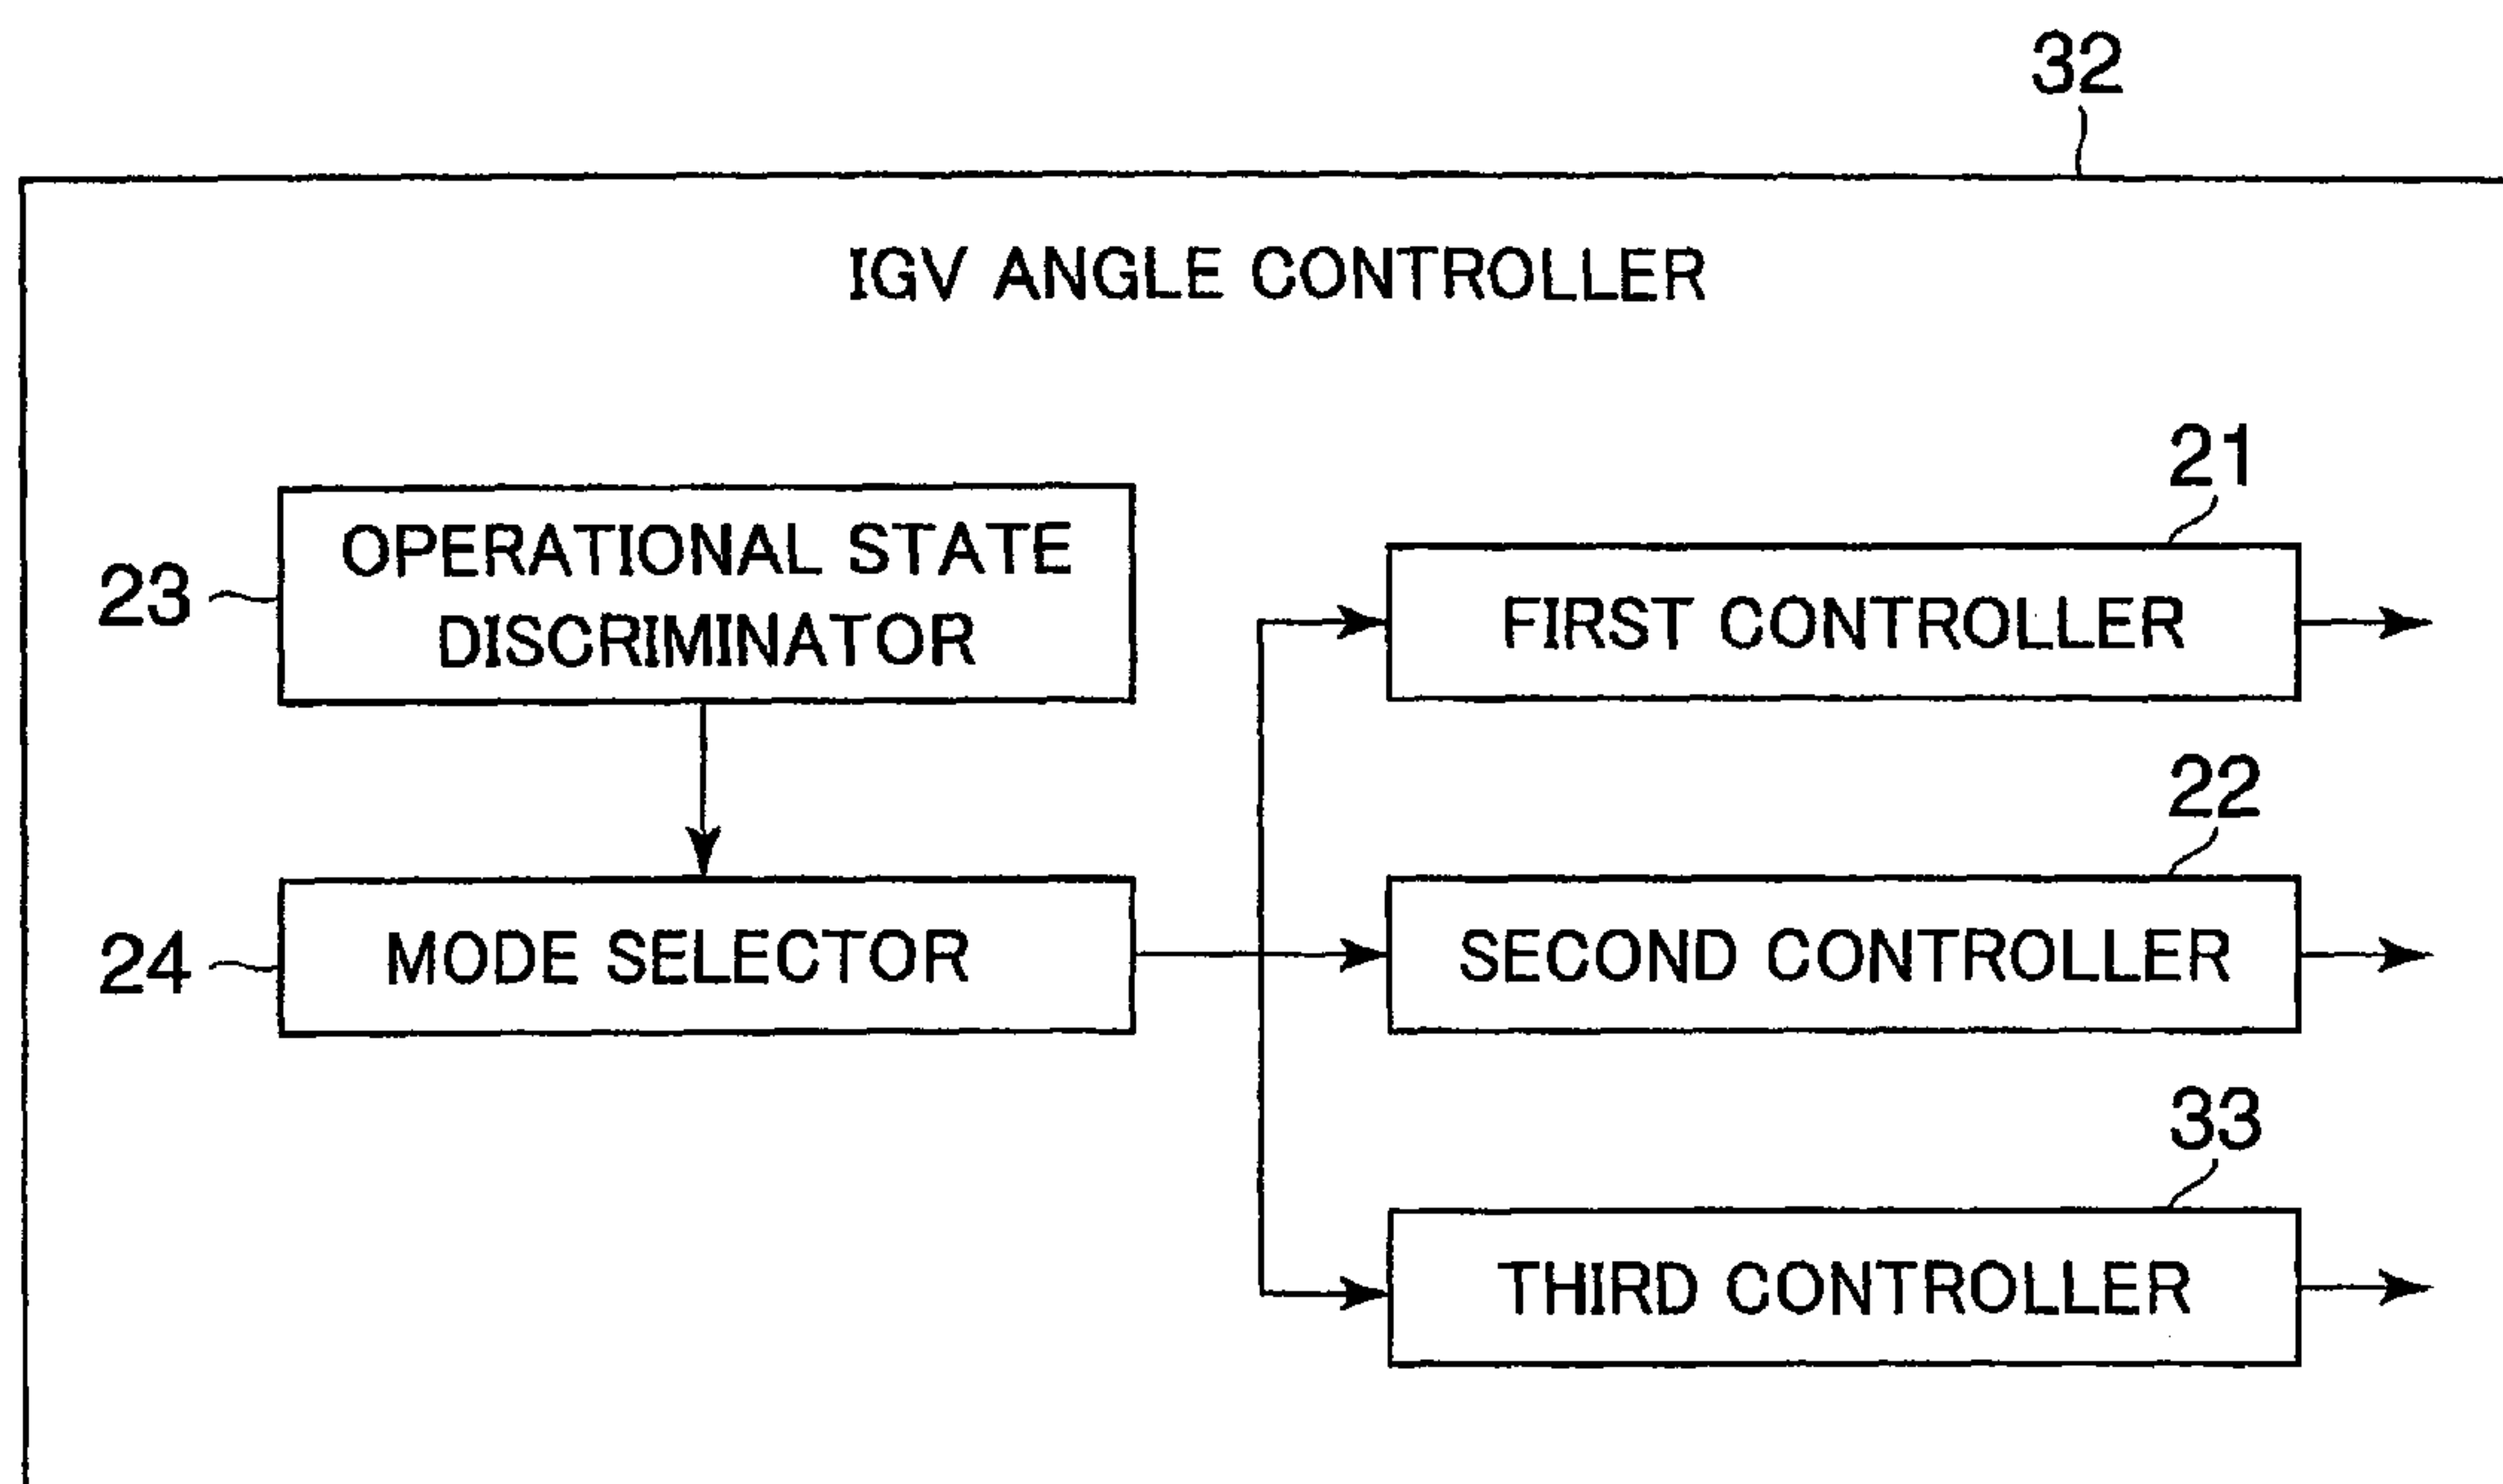 32
IGV ANGLE CONTROLLER
21
OPERATIONAL STATE
DISCRIMINATOR
23
FIRST CONTROLLER
22
24
MODE SELECTOR
SECOND CONTROLLER
33
THIRD CONTROLLER